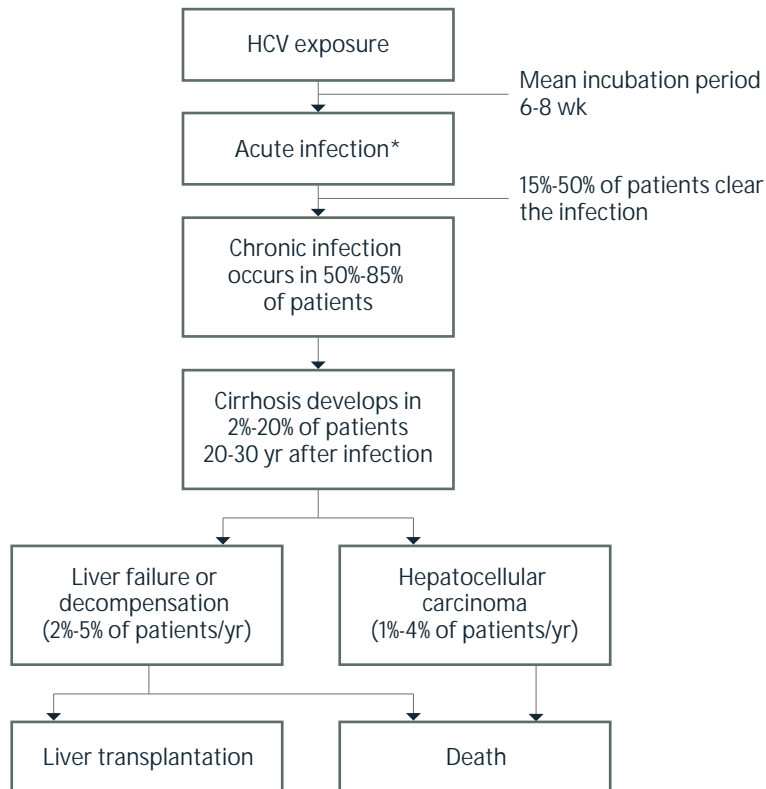 HCV exposure
Mean incubation period
6-8 wk
Acute infection*
15%-50% of patients clear
the infection
Chronic infection
occurs in 50%-85%
of patients
Cirrhosis develops in
2%-20% of patients
20-30 yr after infection
Liver failure or
decompensation
(2%-5% of patients/yr)
Hepatocellular
carcinoma
(1%-4% of patients/yr)
Liver transplantation
Death